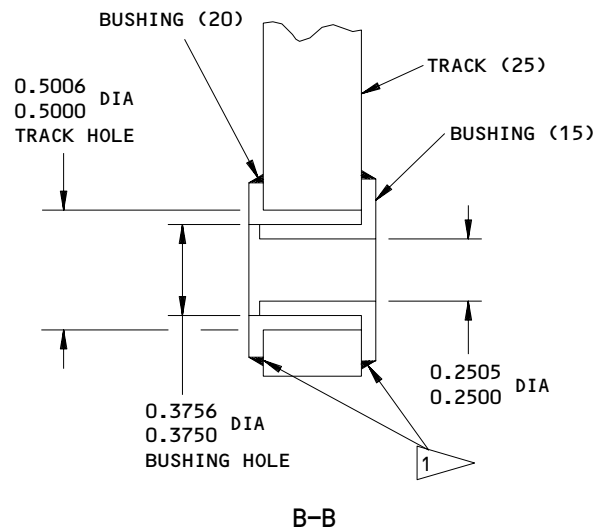 BUSHING (20)
TRACK (25)
0.5006
0.5000 DIA
TRACK HOLE
BUSHING (15)
0.2505
0.2500 DIA
0.3756
0.3750 DIA
BUSHING HOLE
1
B-B